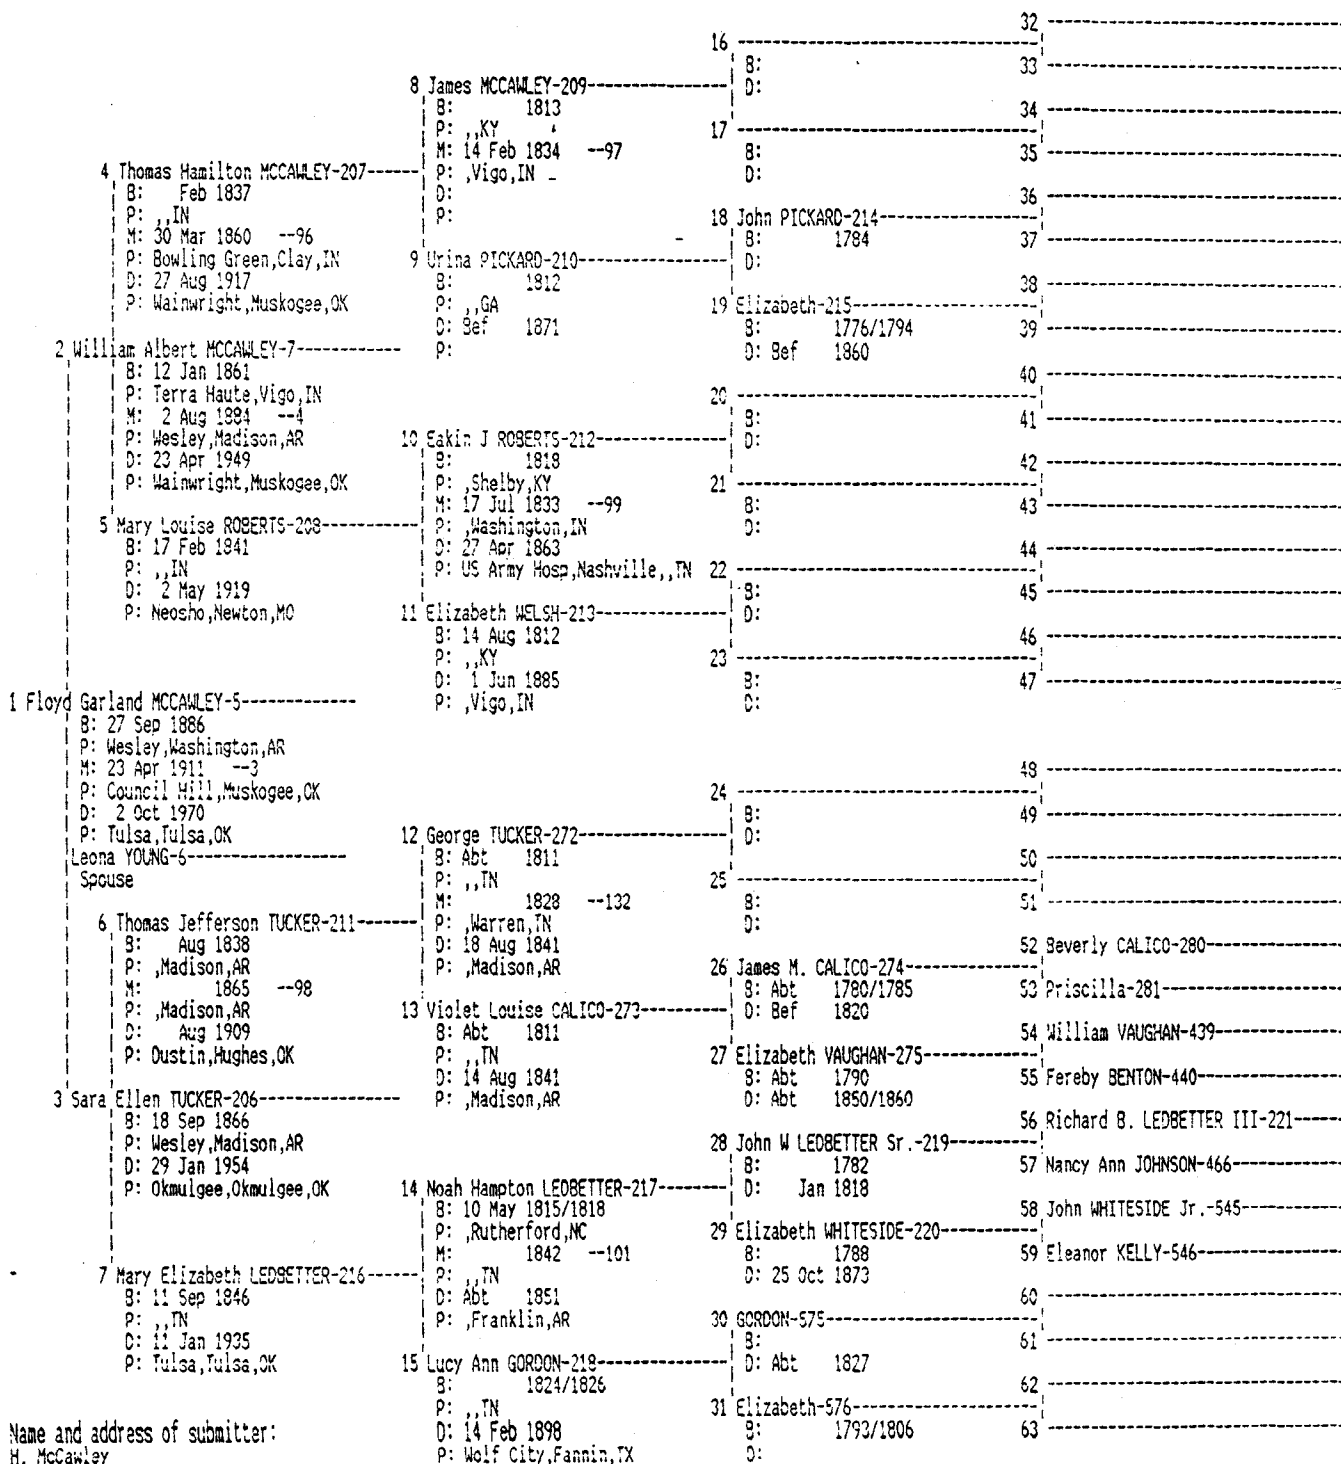 32
16
B:
33
8 James MCCAWLEY-209
D:
B: 1813
34
P: ,,KY
17
M: 14 Feb 1834 --97
B:
35
4 Thomas Hamilton MCCAWLEY-207
P: ,Vigo,IN
D:
B: Feb 1837
D:
36
P: ,,IN
P:
18 John PICKARD-214
M: 30 Mar 1860 --96
B: 1784
37
P: Bowling Green,Clay,IN
9 Urina PICKARD-210
D:
D: 27 Aug 1917
B: 1812
38
P: Wainwright,Muskogee,OK
P: ,,GA
19 Elizabeth-215
D: Bef 1871
B: 1776/1794
39
2 William Albert MCCAWLEY-7
P:
D: Bef 1860
B: 12 Jan 1861
40
P: Terra Haute,Vigo,IN
20
M: 2 Aug 1884 --4
B:
41
P: Wesley,Madison,AR
10 Eakin J ROBERTS-212
D:
D: 23 Apr 1949
B: 1818
42
P: Wainwright,Muskogee,OK
P: ,Shelby,KY
21
M: 17 Jul 1833 --99
B:
43
5 Mary Louise ROBERTS-208
P: ,Washington,IN
D:
B: 17 Feb 1841
D: 27 Apr 1863
44
P: ,,IN
P: US Army Hosp,Nashville,,TN
22
D: 2 May 1919
B:
45
P: Neosho,Newton,MO
11 Elizabeth WELSH-213
D:
B: 14 Aug 1812
46
P: ,,KY
23
D: 1 Jun 1885
B:
47
1 Floyd Garland MCCAWLEY-5
P: ,Vigo,IN
D:
B: 27 Sep 1886
P: Wesley,Washington,AR
M: 23 Apr 1911 --3
48
P: Council Hill,Muskogee,OK
24
D: 2 Oct 1970
B:
49
P: Tulsa,Tulsa,OK
12 George TUCKER-272
D:
Leona YOUNG-6
B: Abt 1811
50
Spouse
P: ,,TN
25
M: 1828 --132
B:
51
6 Thomas Jefferson TUCKER-211
P: ,Warren,TN
D:
B: Aug 1838
D: 18 Aug 1841
52 Beverly CALICO-280
P: ,Madison,AR
P: ,Madison,AR
26 James M. CALICO-274
M: 1865 --98
B: Abt 1780/1785
53 Priscilla-281
P: ,Madison,AR
13 Violet Louise CALICO-273
D: Bef 1820
D: Aug 1909
B: Abt 1811
54 William VAUGHAN-439
P: Dustin,Hughes,OK
P: ,,TN
27 Elizabeth VAUGHAN-275
D: 14 Aug 1841
B: Abt 1790
55 Fereby BENTON-440
3 Sara Ellen TUCKER-206
P: ,Madison,AR
D: Abt 1850/1860
B: 18 Sep 1866
56 Richard B. LEDBETTER III-221
P: Wesley,Madison,AR
28 John W LEDBETTER Sr.-219
D: 29 Jan 1954
B: 1782
57 Nancy Ann JOHNSON-466
P: Okmulgee,Okmulgee,OK
14 Noah Hampton LEDBETTER-217
D: Jan 1818
B: 10 May 1815/1818
58 John WHITESIDE Jr.-545
P: ,Rutherford,NC
29 Elizabeth WHITESIDE-220
M: 1842 --101
B: 1788
59 Eleanor KELLY-546
7 Mary Elizabeth LEDBETTER-216
P: ,,TN
D: 25 Oct 1873
B: 11 Sep 1846
D: Abt 1851
60
P: ,,TN
P: ,Franklin,AR
30 GORDON-575
D: 11 Jan 1935
B:
61
P: Tulsa,Tulsa,OK
15 Lucy Ann GORDON-218
D: Abt 1827
B: 1824/1826
62
P: ,,TN
31 Elizabeth-576
Name and address of submitter:
D: 14 Feb 1898
B: 1793/1806
63
H. McCawley
P: Wolf City,Fannin,TX
D: